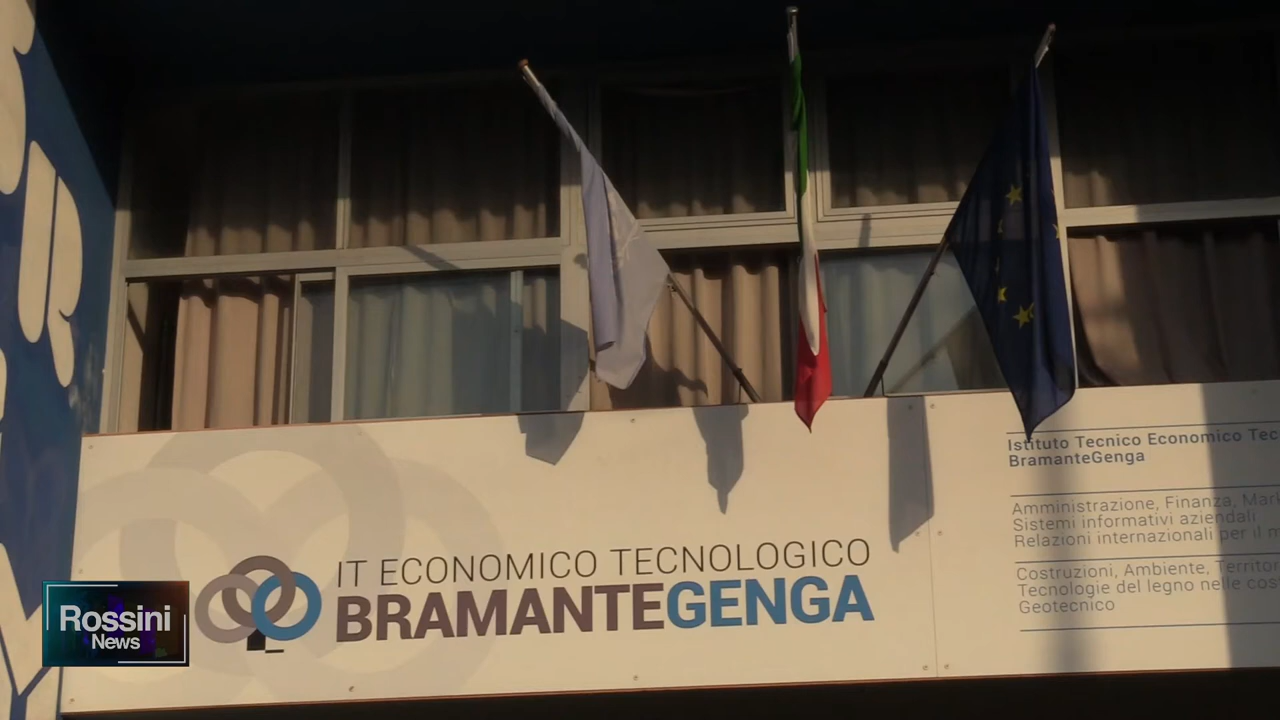 IT ECONOMICO TECNOLOGICO
BRAMANTEGENGA
Istituto Tecnico Economico
BramanteGenga
Amministrazione, Finanza,
Sistemi informativi aziendali
Relazioni internazionali per il
Costruzioni, Ambiente,
Tecnologie del legno nelle
Geotecnico
Rossini
News